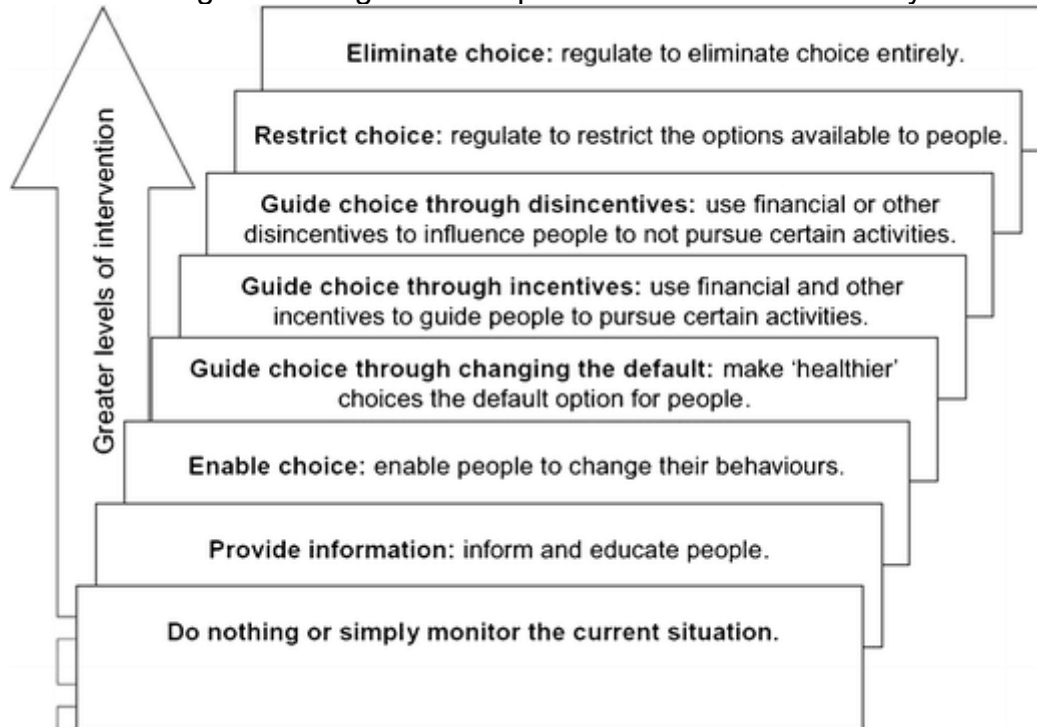 Greater levels of intervention
Eliminate choice: regulate to eliminate choice entirely.
Restrict choice: regulate to restrict the options available to people.
Guide choice through disincentives: use financial or other
disincentives to influence people to not pursue certain activities.
Guide choice through incentives: use financial and other
incentives to guide people to pursue certain activities.
Guide choice through changing the default: make ‘healthier’
choices the default option for people.
Enable choice: enable people to change their behaviours.
Provide information: inform and educate people.
Do nothing or simply monitor the current situation.